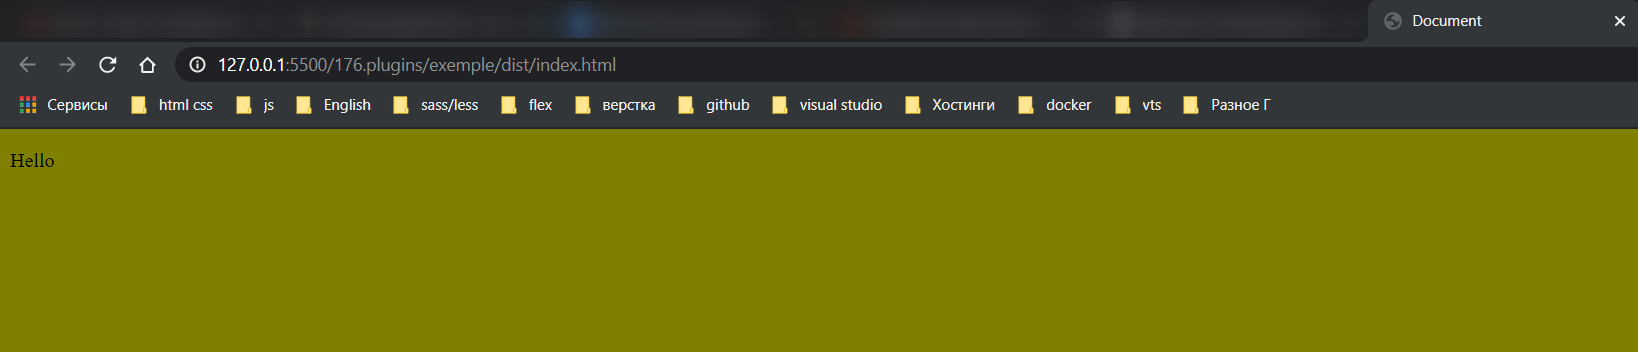 Document
127.0.0.1:5500/176.plugins/exemple/dist/index.html
Сервисы html css js English sass/less flex верстка github visual studio Хостинги docker vts Разное Г
Hello